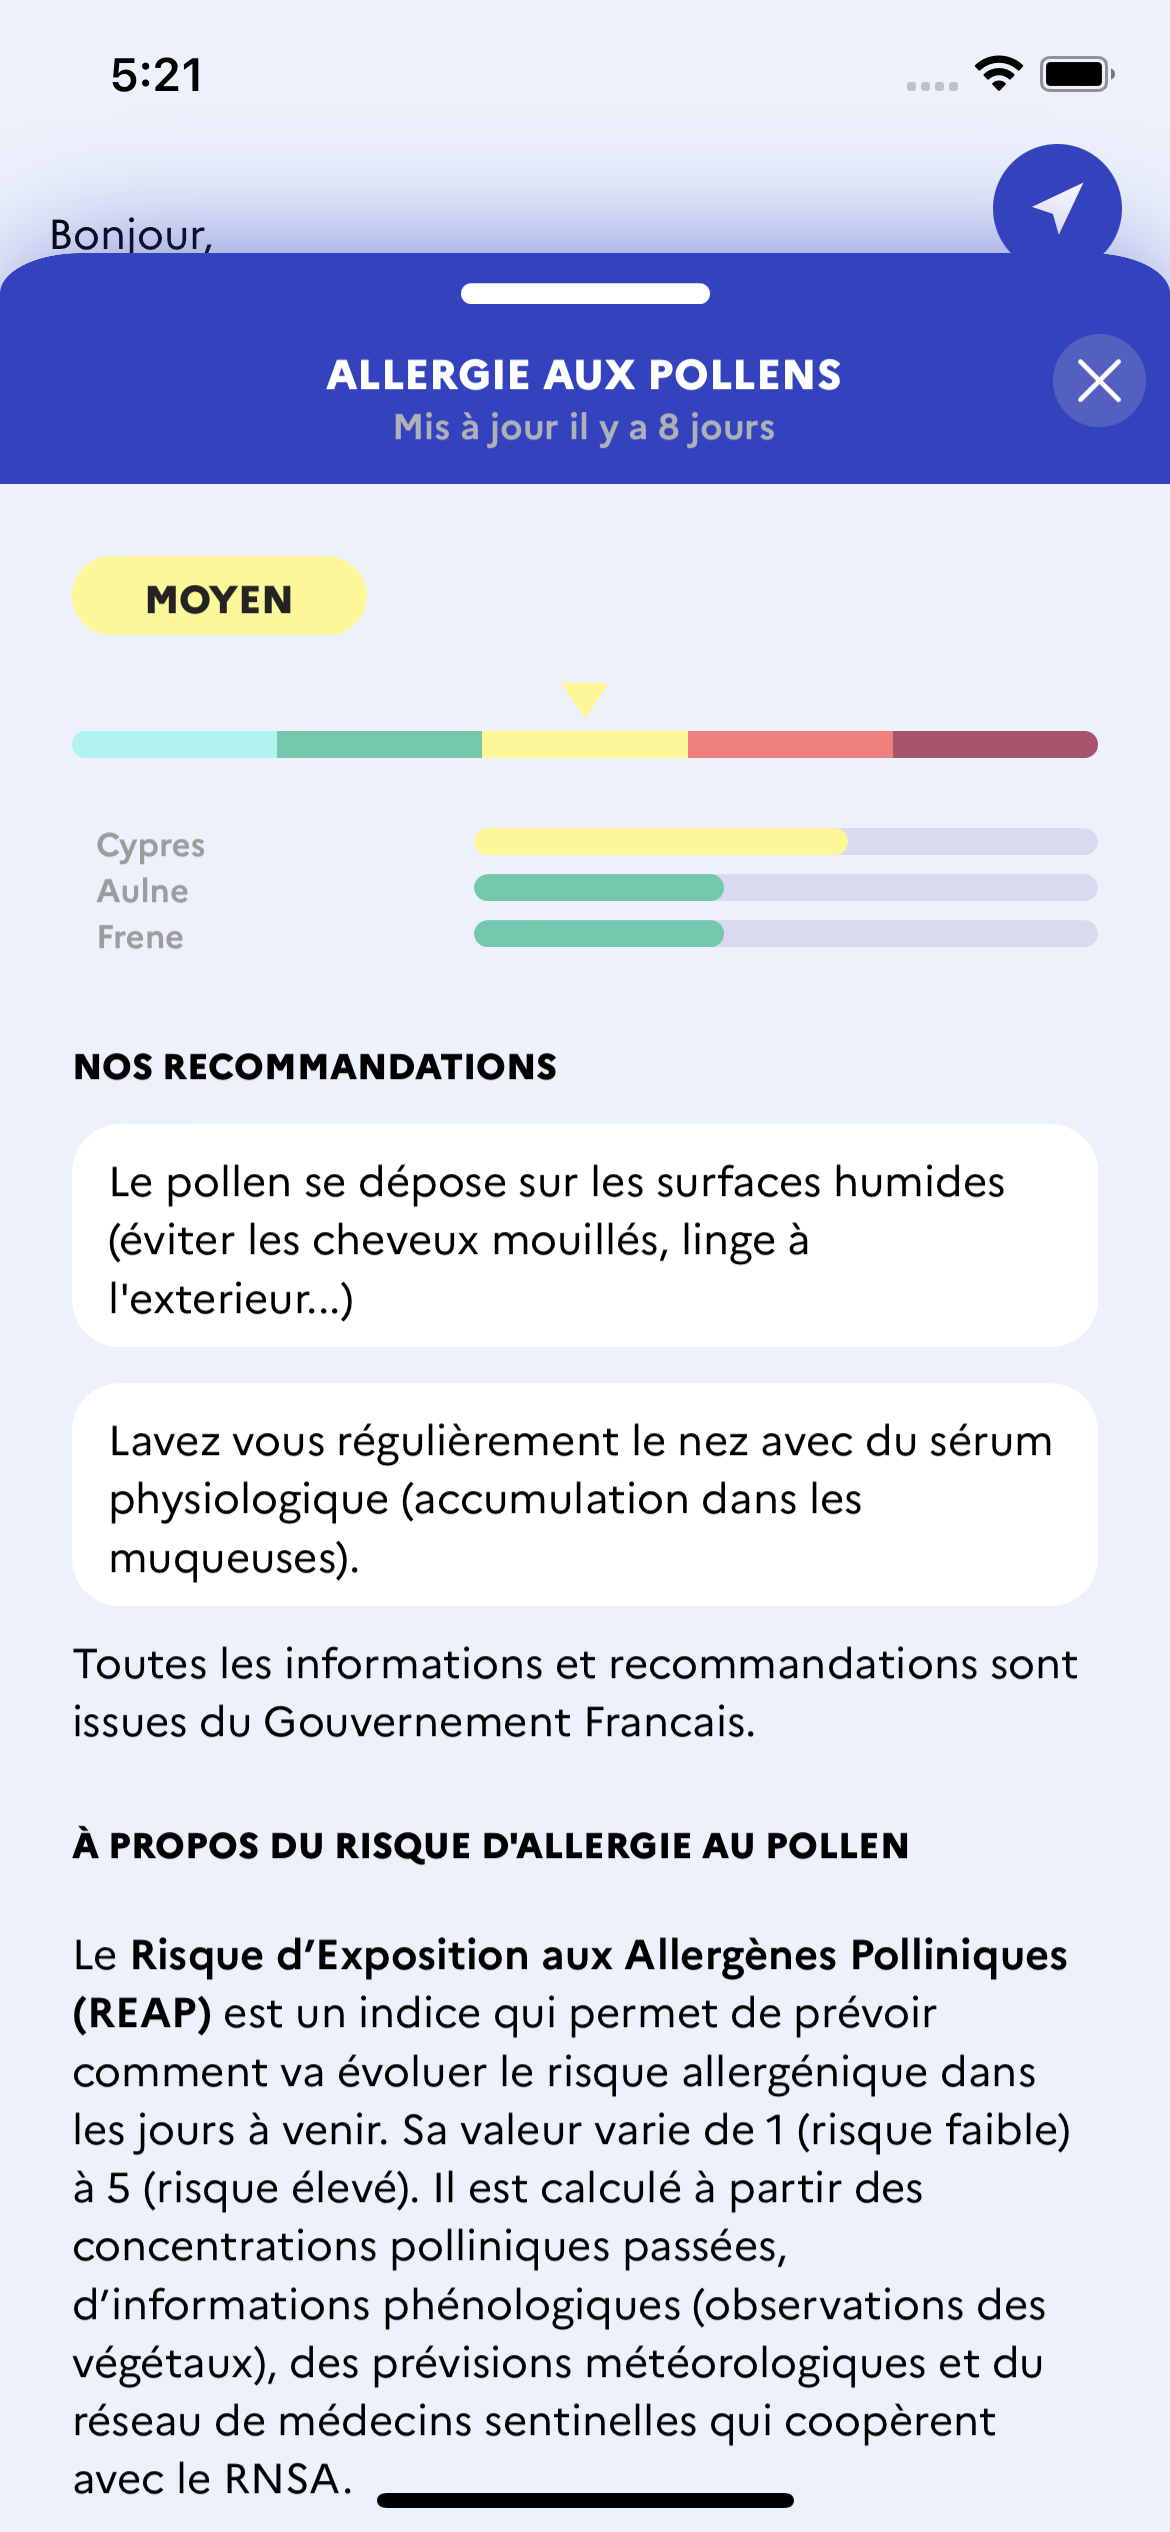 5:21
Bonjour,
ALLERGIE AUX POLLENS
Mis à jour il y a 8 jours
MOYEN
Cypres
Aulne
Frene
NOS RECOMMANDATIONS
Le pollen se dépose sur les surfaces humides
(éviter les cheveux mouillés, linge à
l'exterieur...)
Lavez vous régulièrement le nez avec du sérum
physiologique (accumulation dans les
muqueuses).
Toutes les informations et recommandations sont
issues du Gouvernement Francais.
À PROPOS DU RISQUE D'ALLERGIE AU POLLEN
Le Risque d’Exposition aux Allergènes Polliniques
(REAP) est un indice qui permet de prévoir
comment va évoluer le risque allergénique dans
les jours à venir. Sa valeur varie de 1 (risque faible)
à 5 (risque élevé). Il est calculé à partir des
concentrations polliniques passées,
d’informations phénologiques (observations des
végétaux), des prévisions météorologiques et du
réseau de médecins sentinelles qui coopèrent
avec le RNSA.